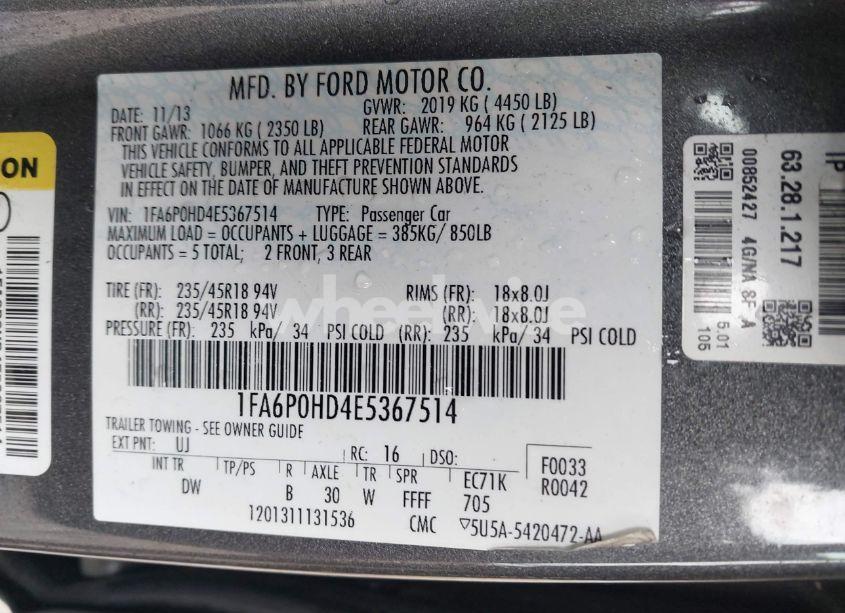 MFD. BY FORD MOTOR CO.
DATE: 11/13
GVWR: 2019 KG ( 4450 LB)
FRONT GAWR: 1066 KG ( 2350 LB)
REAR GAWR: 964 KG ( 2125 LB)
THIS VEHICLE CONFORMS TO ALL APPLICABLE FEDERAL MOTOR
VEHICLE SAFETY, BUMPER, AND THEFT PREVENTION STANDARDS
IN EFFECT ON THE DATE OF MANUFACTURE SHOWN ABOVE.
VIN: 1FA6P0HD4E5367514 TYPE: Passenger Car
MAXIMUM LOAD = OCCUPANTS + LUGGAGE = 385KG/ 850LB
OCCUPANTS = 5 TOTAL; 2 FRONT, 3 REAR
TIRE (FR): 235/45R18 94V RIMS (FR): 18x8.0J
(RR): 235/45R18 94V (RR): 18x8.0J
PRESSURE (FR): 235 kPa/ 34 PSI COLD (RR): 235 kPa/ 34 PSI COLD
wheelwise
1FA6P0HD4E5367514
TRAILER TOWING - SEE OWNER GUIDE
EXT PNT: UJ RC: 16 DSO: F0033
INT TR TP/PS R AXLE TR SPR EC71K R0042
DW B 30 W FFFF 705
1201311131536 CMC ▽5U5A-5420472-AA
ON
IP
63.28.1.217
00852427 4G/NA 8F A
5.01
105